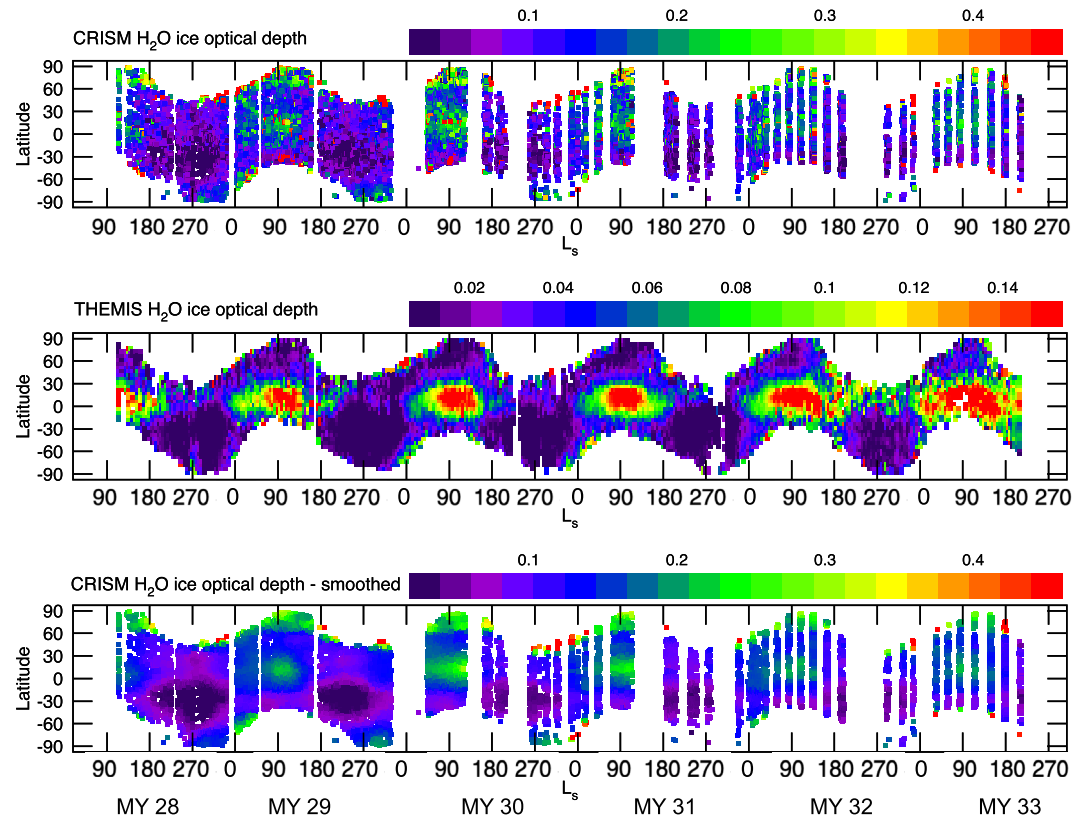 0.1 0.2 0.3 0.4
CRISM H₂O ice optical depth
90
60
30
0
-30
-60
-90
Latitude
90 180 270 0 90 180 270 0 90 180 270 0 90 180 270 0 90 180 270 0 90 180 270
Lₛ
0.02 0.04 0.06 0.08 0.1 0.12 0.14
THEMIS H₂O ice optical depth
90
60
30
0
-30
-60
-90
Latitude
90 180 270 0 90 180 270 0 90 180 270 0 90 180 270 0 90 180 270 0 90 180 270
Lₛ
0.1 0.2 0.3 0.4
CRISM H₂O ice optical depth - smoothed
90
60
30
0
-30
-60
-90
Latitude
90 180 270 0 90 180 270 0 90 180 270 0 90 180 270 0 90 180 270 0 90 180 270
Lₛ
MY 28 MY 29 MY 30 MY 31 MY 32 MY 33